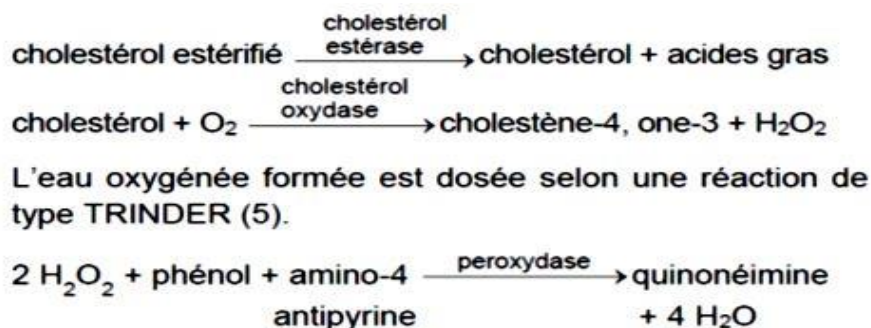 cholestérol estérifié cholestérol estérase → cholestérol + acides gras
cholestérol + O₂ cholestérol oxydase → cholestène-4, one-3 + H₂O₂
L'eau oxygénée formée est dosée selon une réaction de
type TRINDER (5).
2 H₂O₂ + phénol + amino-4 peroxydase → quinonéimine
antipyrine + 4 H₂O